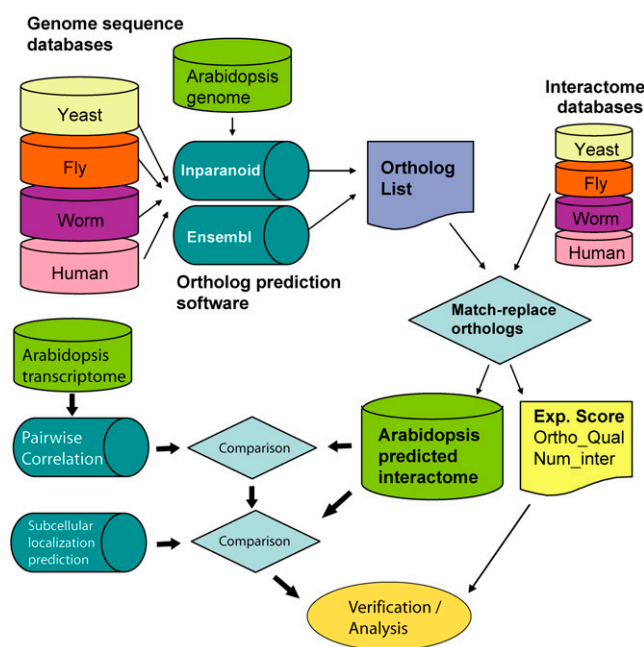 Genome sequence
databases
Yeast
Fly
Worm
Human
Arabidopsis
genome
Inparanoid
Ensembl
Ortholog prediction
software
Ortholog
List
Interactome
databases
Yeast
Fly
Worm
Human
Match-replace
orthologs
Arabidopsis
transcriptome
Pairwise
Correlation
Comparison
Arabidopsis
predicted
interactome
Exp. Score
Ortho_Qual
Num_inter
Subcellular
localization
prediction
Comparison
Verification /
Analysis